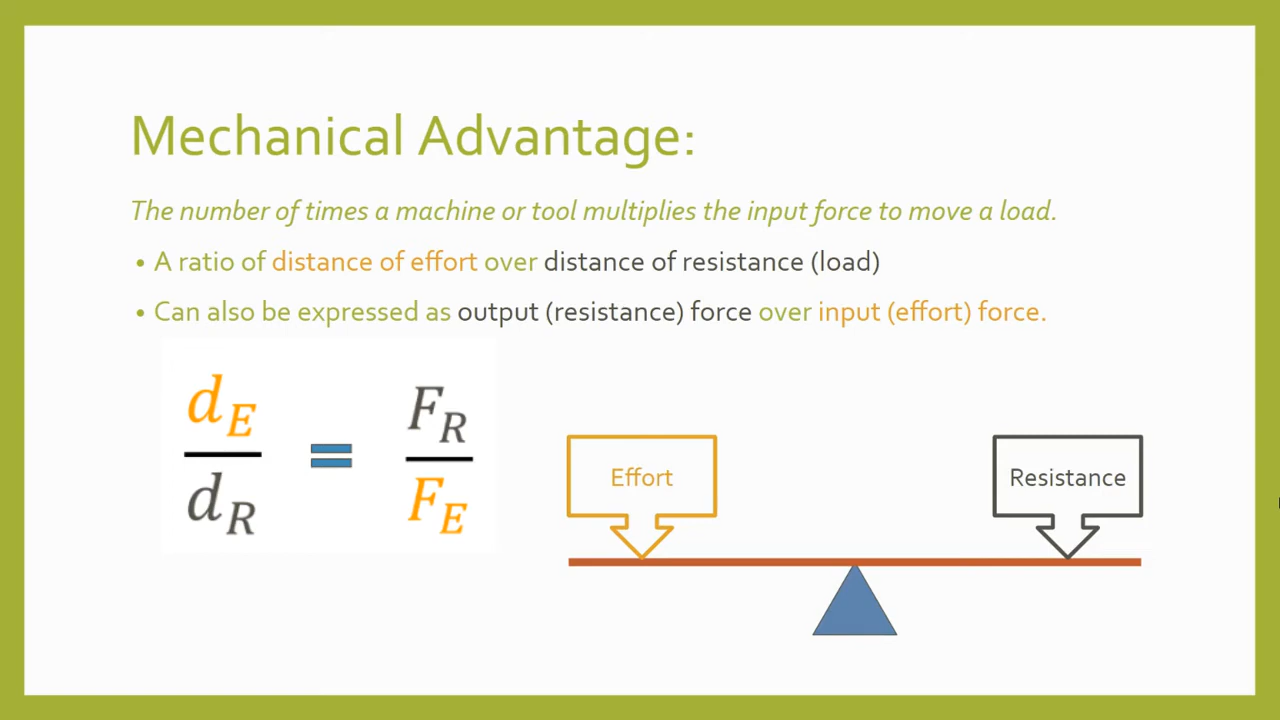 Mechanical Advantage:
The number of times a machine or tool multiplies the input force to move a load.
• A ratio of distance of effort over distance of resistance (load)
• Can also be expressed as output (resistance) force over input (effort) force.
d_E / d_R = F_R / F_E
Effort
Resistance